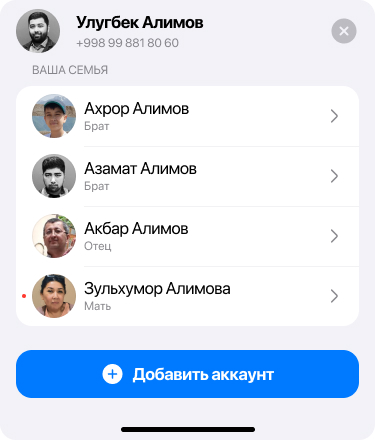 Улугбек Алимов
+998 99 881 80 60
ВАША СЕМЬЯ
Ахрор Алимов
Брат
Азамат Алимов
Брат
Акбар Алимов
Отец
Зульхумор Алимова
Мать
Добавить аккаунт